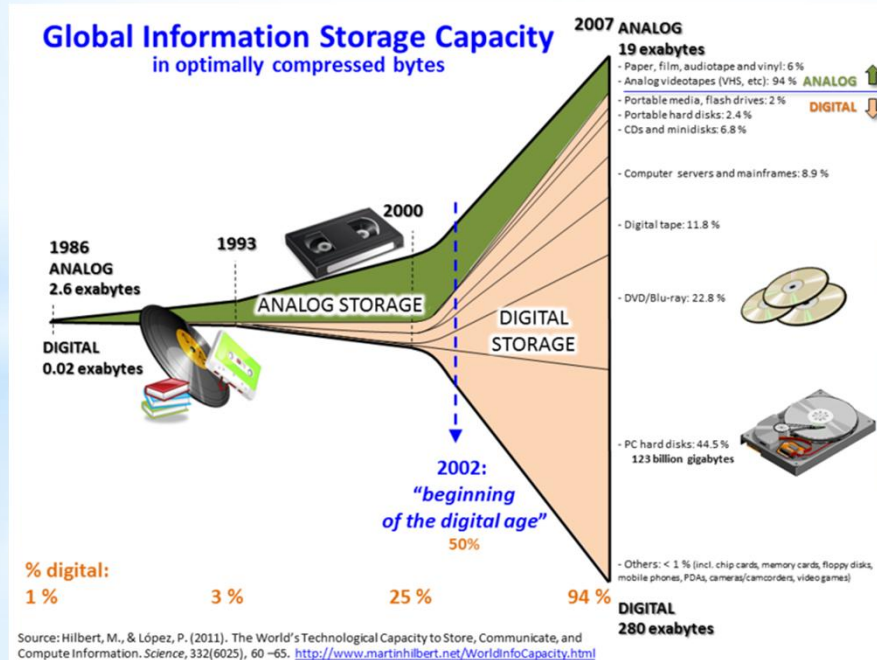 Global Information Storage Capacity
in optimally compressed bytes
2007
ANALOG
19 exabytes
- Paper, film, audiotape and vinyl: 6 %
- Analog videotapes (VHS, etc): 94 %
ANALOG
- Portable media, flash drives: 2 %
DIGITAL
- Portable hard disks: 2.4 %
- CDs and minidisks: 6.8 %
- Computer servers and mainframes: 8.9 %
- Digital tape: 11.8 %
- DVD/Blu-ray: 22.8 %
- PC hard disks: 44.5 %
123 billion gigabytes
- Others: < 1 % (incl. chip cards, memory cards, floppy disks,
mobile phones, PDAs, cameras/camcorders, video games)
DIGITAL
280 exabytes
1986
ANALOG
2.6 exabytes
DIGITAL
0.02 exabytes
1993
2000
ANALOG STORAGE
DIGITAL
STORAGE
2002:
"beginning
of the digital age"
50%
% digital:
1 %
3 %
25 %
94 %
Source: Hilbert, M., & López, P. (2011). The World's Technological Capacity to Store, Communicate, and
Compute Information. Science, 332(6025), 60 –65. http://www.martinhilbert.net/WorldInfoCapacity.html